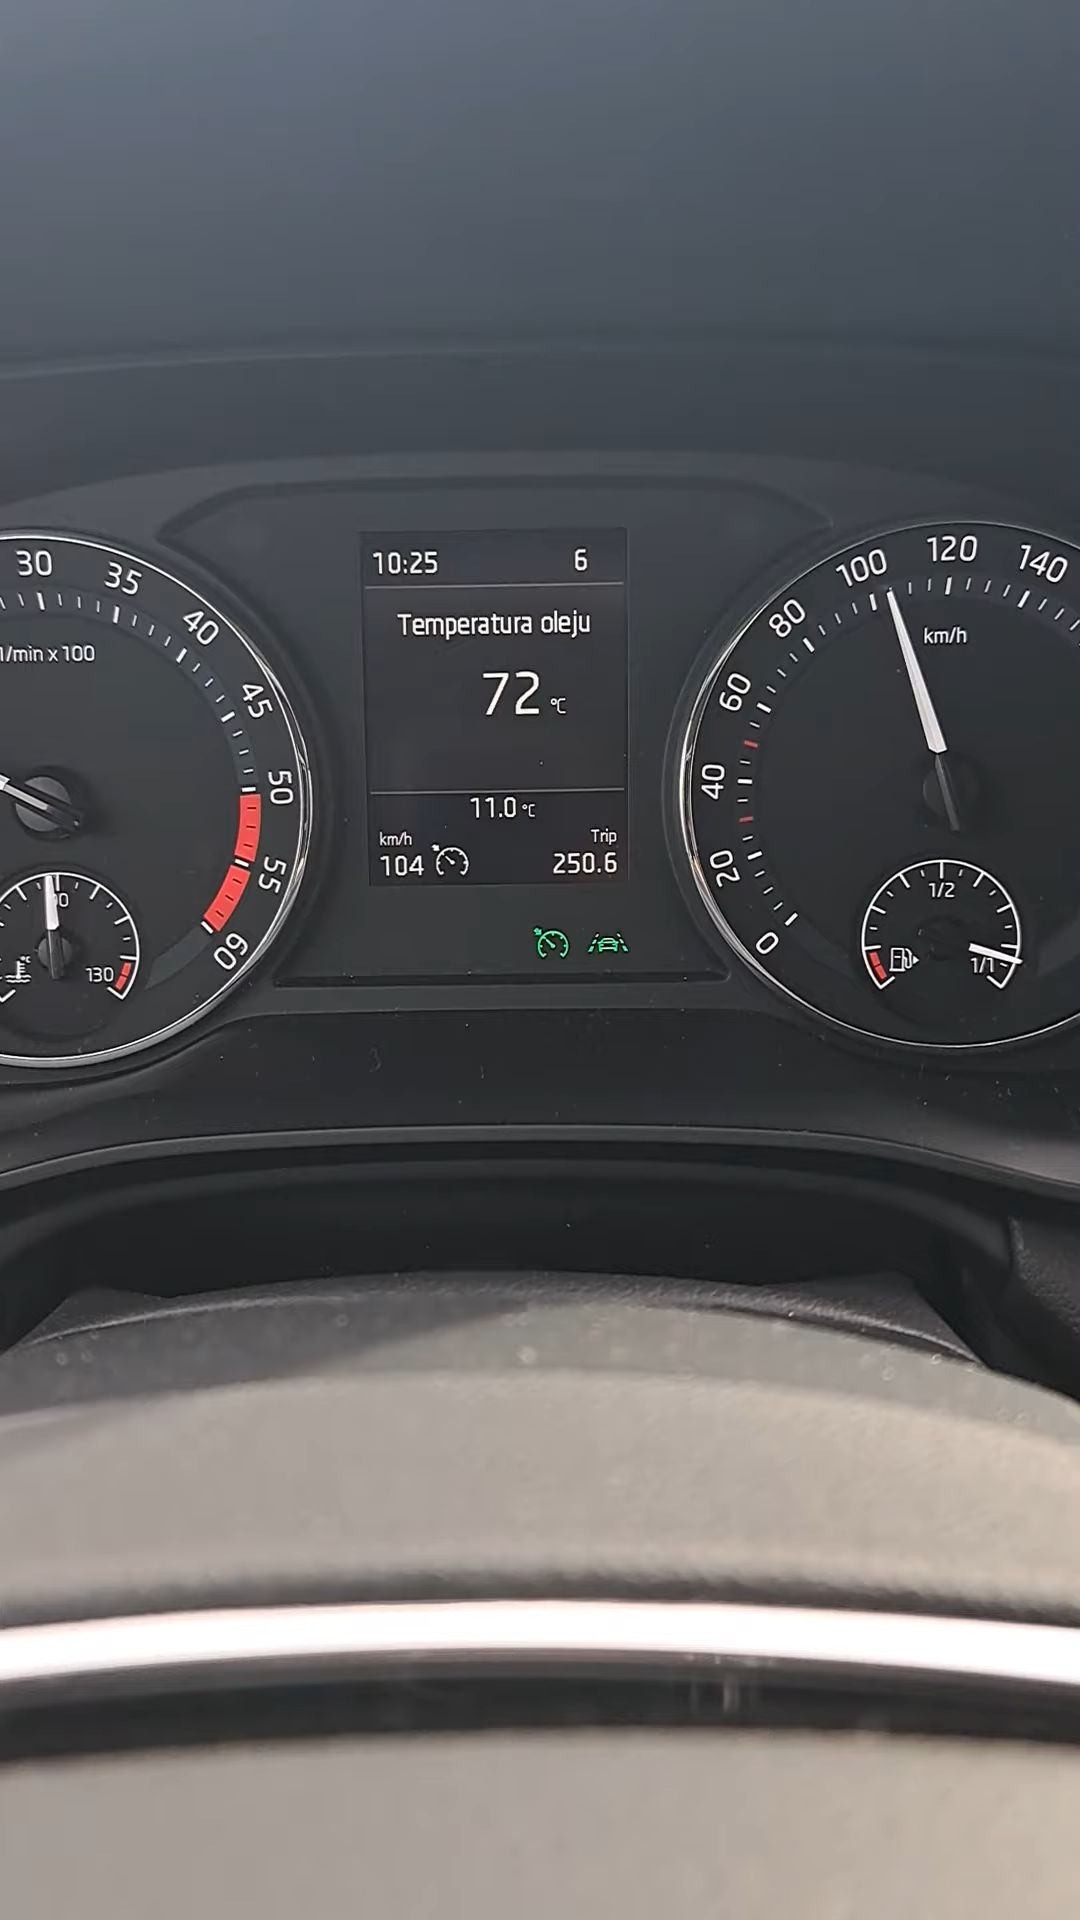 10:25 6
Temperatura oleju
72 °C
11.0 °C
km/h Trip
104 250.6
30 35 40 45 50 55 60
1/min x 100
130
0 20 40 60 80 100 120 140
km/h
1/2
1/1